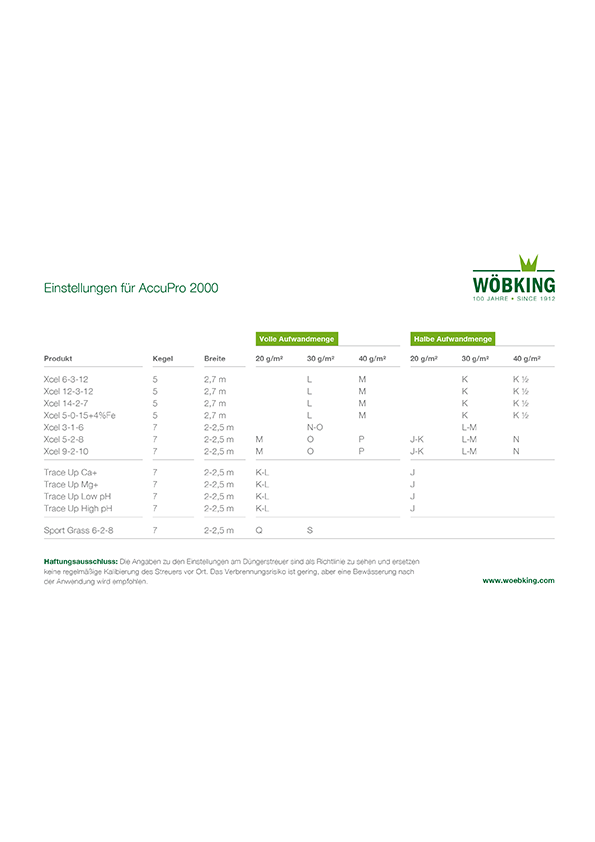 Einstellungen für AccuPro 2000
WÖBKING
100 JAHRE • SINCE 1912
Volle Aufwandmenge Halbe Aufwandmenge
Produkt Kegel Breite 20 g/m² 30 g/m² 40 g/m² 20 g/m² 30 g/m² 40 g/m²
Xcel 6-3-12 5 2,7 m L M K K ½
Xcel 12-3-12 5 2,7 m L M K K ½
Xcel 14-2-7 5 2,7 m L M K K ½
Xcel 5-0-15+4%Fe 5 2,7 m L M K K ½
Xcel 3-1-6 7 2-2,5 m N-O L-M
Xcel 5-2-8 7 2-2,5 m M O P J-K L-M N
Xcel 9-2-10 7 2-2,5 m M O P J-K L-M N
Trace Up Ca+ 7 2-2,5 m K-L J
Trace Up Mg+ 7 2-2,5 m K-L J
Trace Up Low pH 7 2-2,5 m K-L J
Trace Up High pH 7 2-2,5 m K-L J
Sport Grass 6-2-8 7 2-2,5 m Q S
Haftungsausschluss: Die Angaben zu den Einstellungen am Düngerstreuer sind als Richtlinie zu sehen und ersetzen
keine regelmäßige Kalibierung des Streuers vor Ort. Das Verbrennungsrisiko ist gering, aber eine Bewässerung nach
der Anwendung wird empfohlen.
www.woebking.com